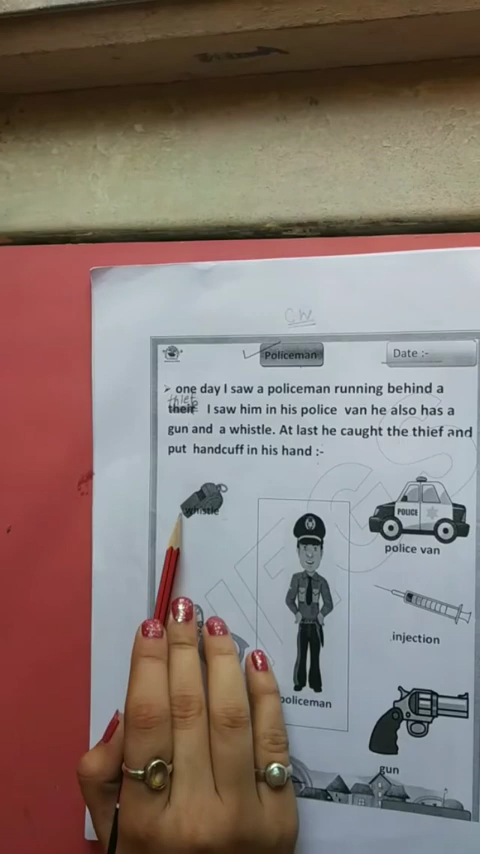 CW
Policeman
Date :-
one day I saw a policeman running behind a
thief
their I saw him in his police van he also has a
gun and a whistle. At last he caught the thief and
put handcuff in his hand :-
whistle
POLICE
police van
injection
policeman
gun